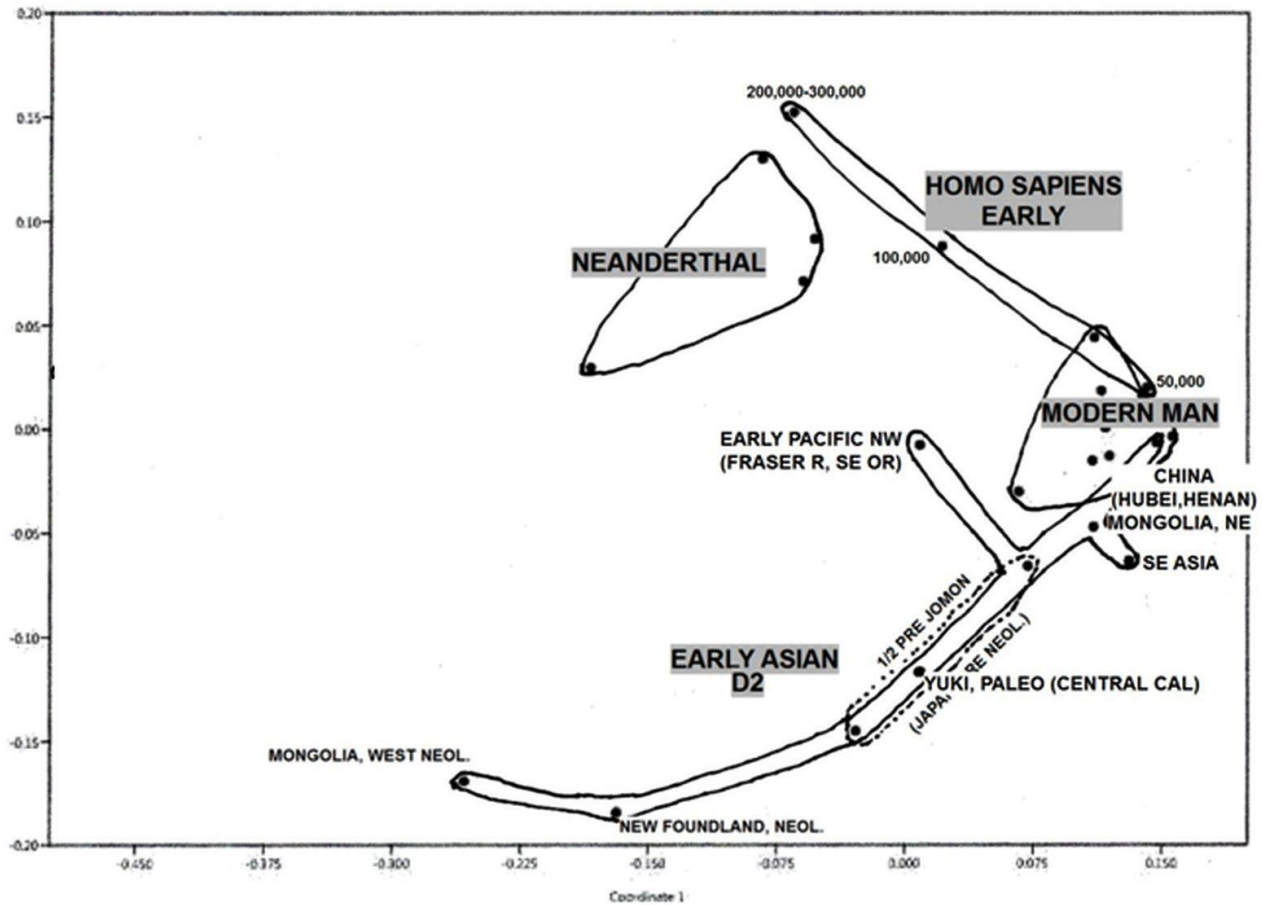 0.20
200,000-300,000
0.15
HOMO SAPIENS
EARLY
0.10
100,000
NEANDERTHAL
0.05
50,000
MODERN MAN
0.00
EARLY PACIFIC NW
(FRASER R, SE OR)
CHINA
(HUBEI,HENAN)
MONGOLIA, NE
-0.05
SE ASIA
1/2 PRE JOMON
-0.10
EARLY ASIAN
D2
YUKI, PALEO (CENTRAL CAL)
RE NEOL.)
(JAPA
-0.15
MONGOLIA, WEST NEOL.
NEW FOUNDLAND, NEOL.
-0.20
-0.450 -0.375 -0.300 -0.225 -0.150 -0.075 0.000 0.075 0.150
Coordinate 1